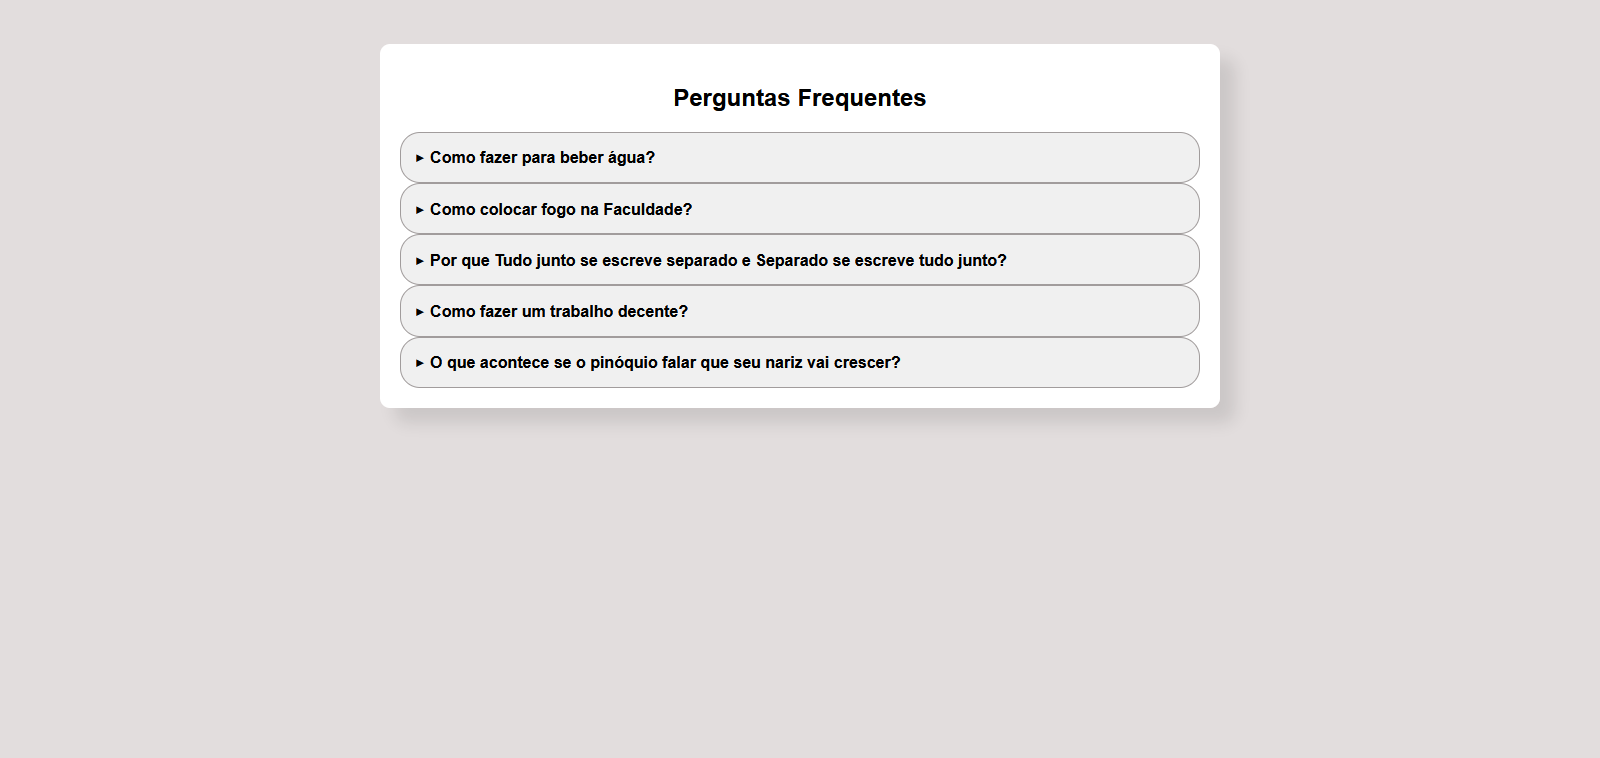 Perguntas Frequentes
▸ Como fazer para beber água?
▸ Como colocar fogo na Faculdade?
▸ Por que Tudo junto se escreve separado e Separado se escreve tudo junto?
▸ Como fazer um trabalho decente?
▸ O que acontece se o pinóquio falar que seu nariz vai crescer?